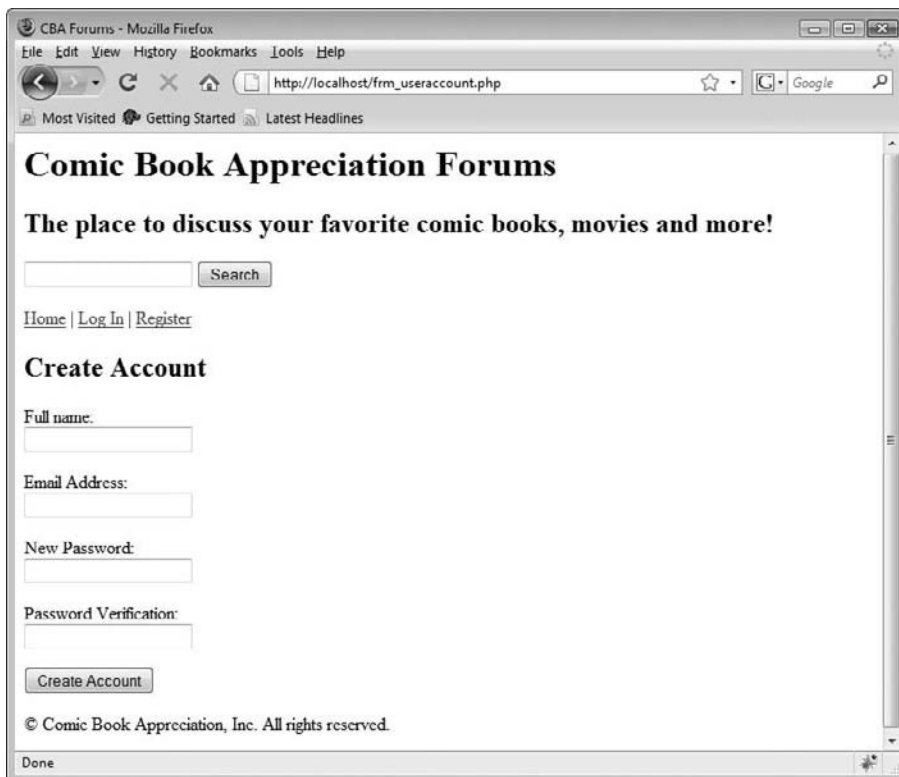 CBA Forums - Mozilla Firefox
File Edit View History Bookmarks Tools Help
http://localhost/frm_useraccount.php
G Google
Most Visited Getting Started Latest Headlines
Comic Book Appreciation Forums
The place to discuss your favorite comic books, movies and more!
Search
Home | Log In | Register
Create Account
Full name:
Email Address:
New Password:
Password Verification:
Create Account
© Comic Book Appreciation, Inc. All rights reserved.
Done